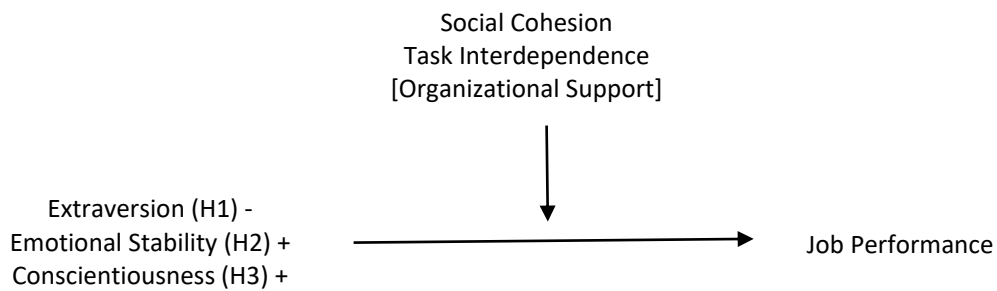 Social Cohesion
Task Interdependence
[Organizational Support]
Extraversion (H1) -
Emotional Stability (H2) +
Conscientiousness (H3) +
Job Performance